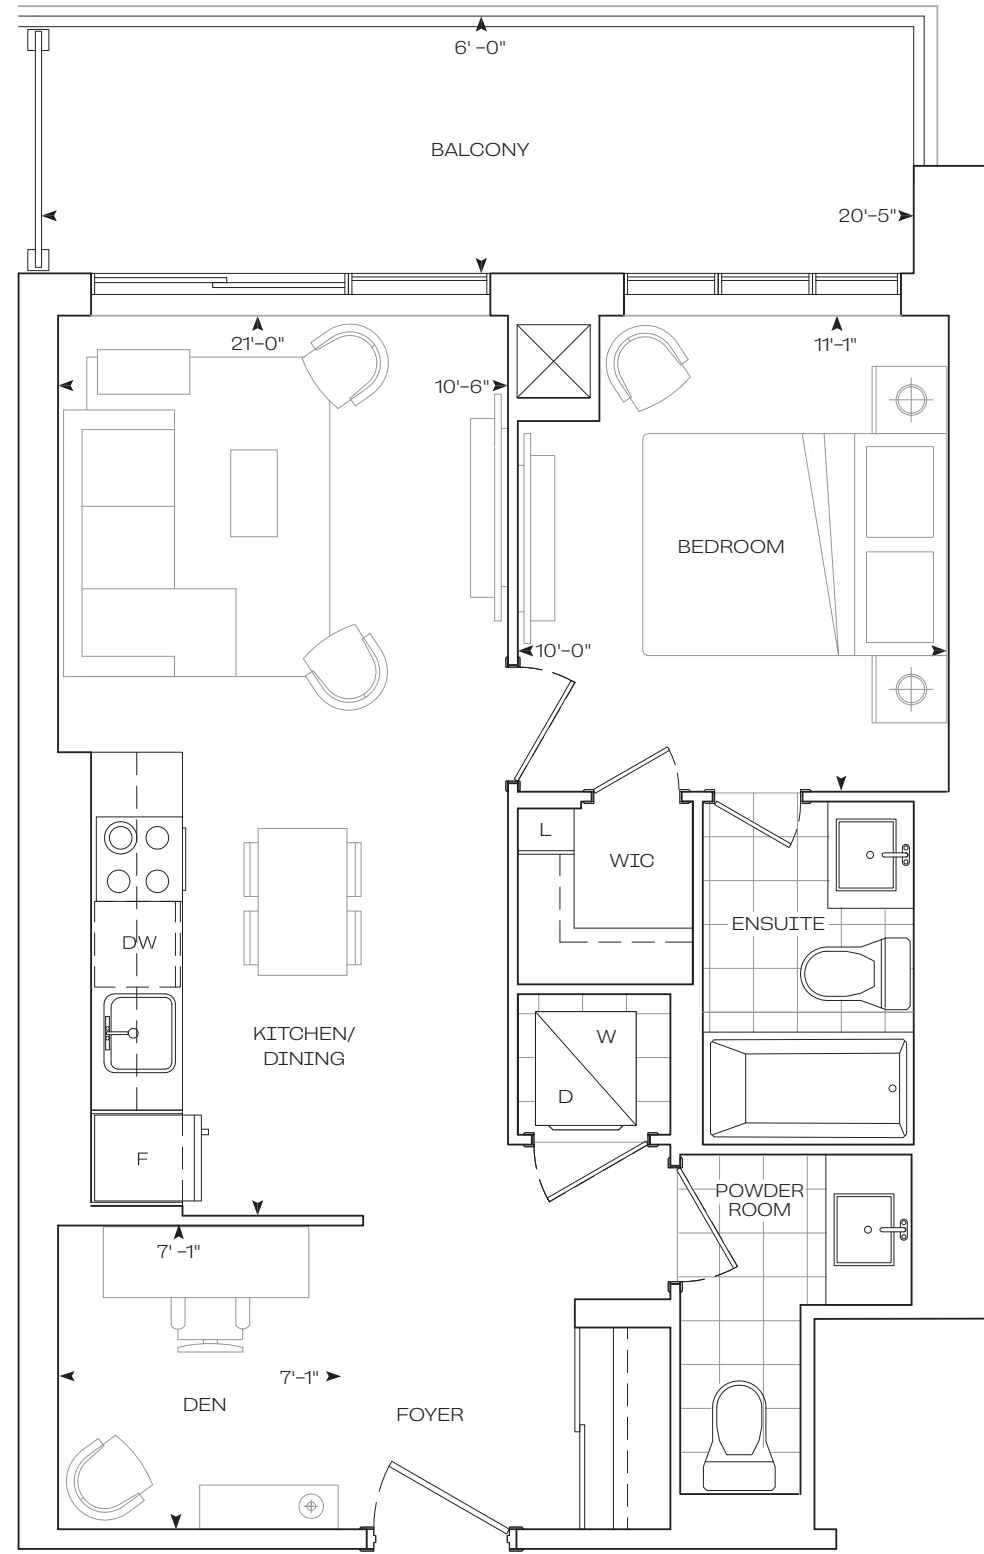 6' -0"
BALCONY
20'-5"
21'-0"
11'-1"
10'-6"
BEDROOM
10'-0"
L
WIC
ENSUITE
DW
KITCHEN/
DINING
W
D
F
POWDER
ROOM
7' -1"
7'-1"
DEN
FOYER